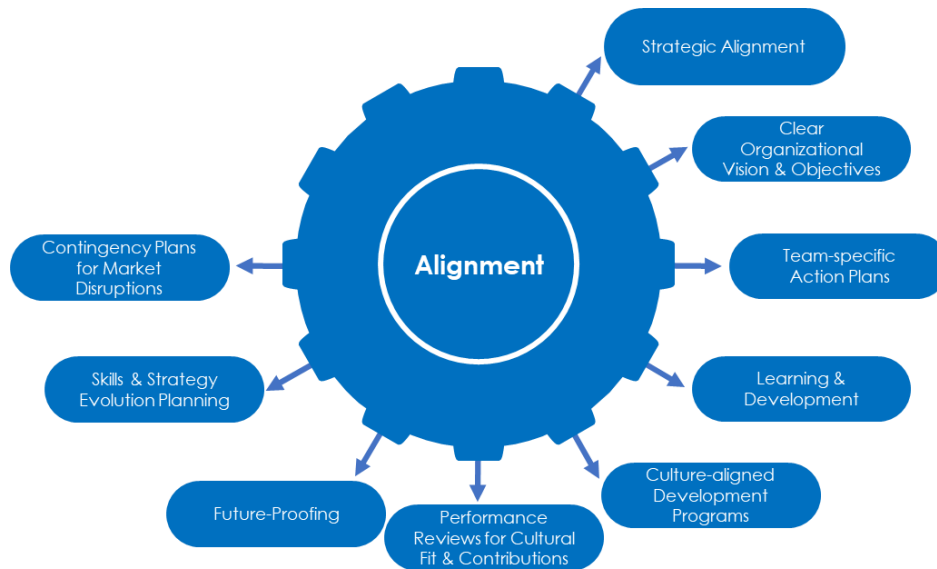 Strategic Alignment
Clear
Organizational
Vision & Objectives
Contingency Plans
for Market
Disruptions
Alignment
Team-specific
Action Plans
Skills & Strategy
Evolution Planning
Learning &
Development
Future-Proofing
Performance
Reviews for Cultural
Fit & Contributions
Culture-aligned
Development
Programs